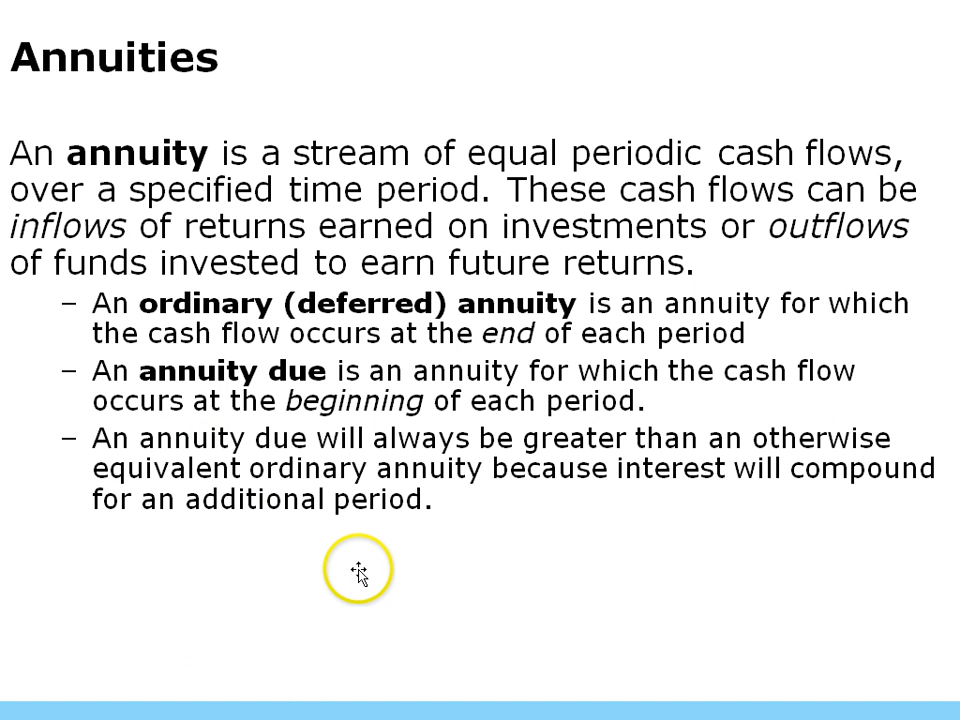 Annuities
An annuity is a stream of equal periodic cash flows,
over a specified time period. These cash flows can be
inflows of returns earned on investments or outflows
of funds invested to earn future returns.
– An ordinary (deferred) annuity is an annuity for which
the cash flow occurs at the end of each period
– An annuity due is an annuity for which the cash flow
occurs at the beginning of each period.
– An annuity due will always be greater than an otherwise
equivalent ordinary annuity because interest will compound
for an additional period.